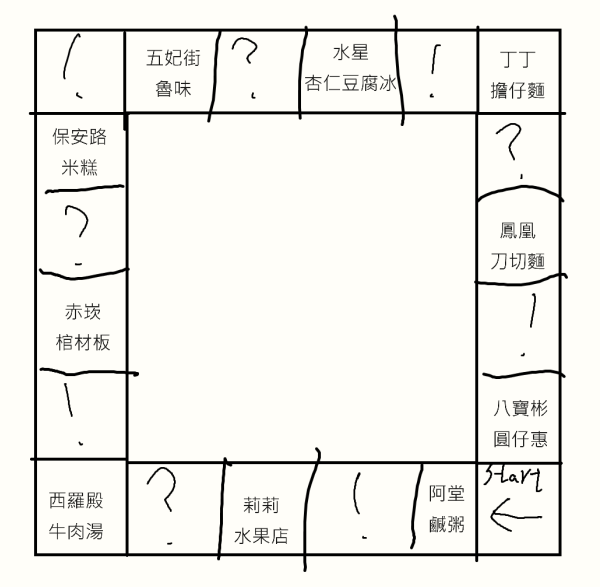 !
五妃街
魯味
?
水星
杏仁豆腐冰
!
丁丁
擔仔麵
保安路
米糕
?
?
鳳凰
刀切麵
赤崁
棺材板
!
!
八寶彬
圓仔惠
西羅殿
牛肉湯
?
莉莉
水果店
!
阿堂
鹹粥
Start